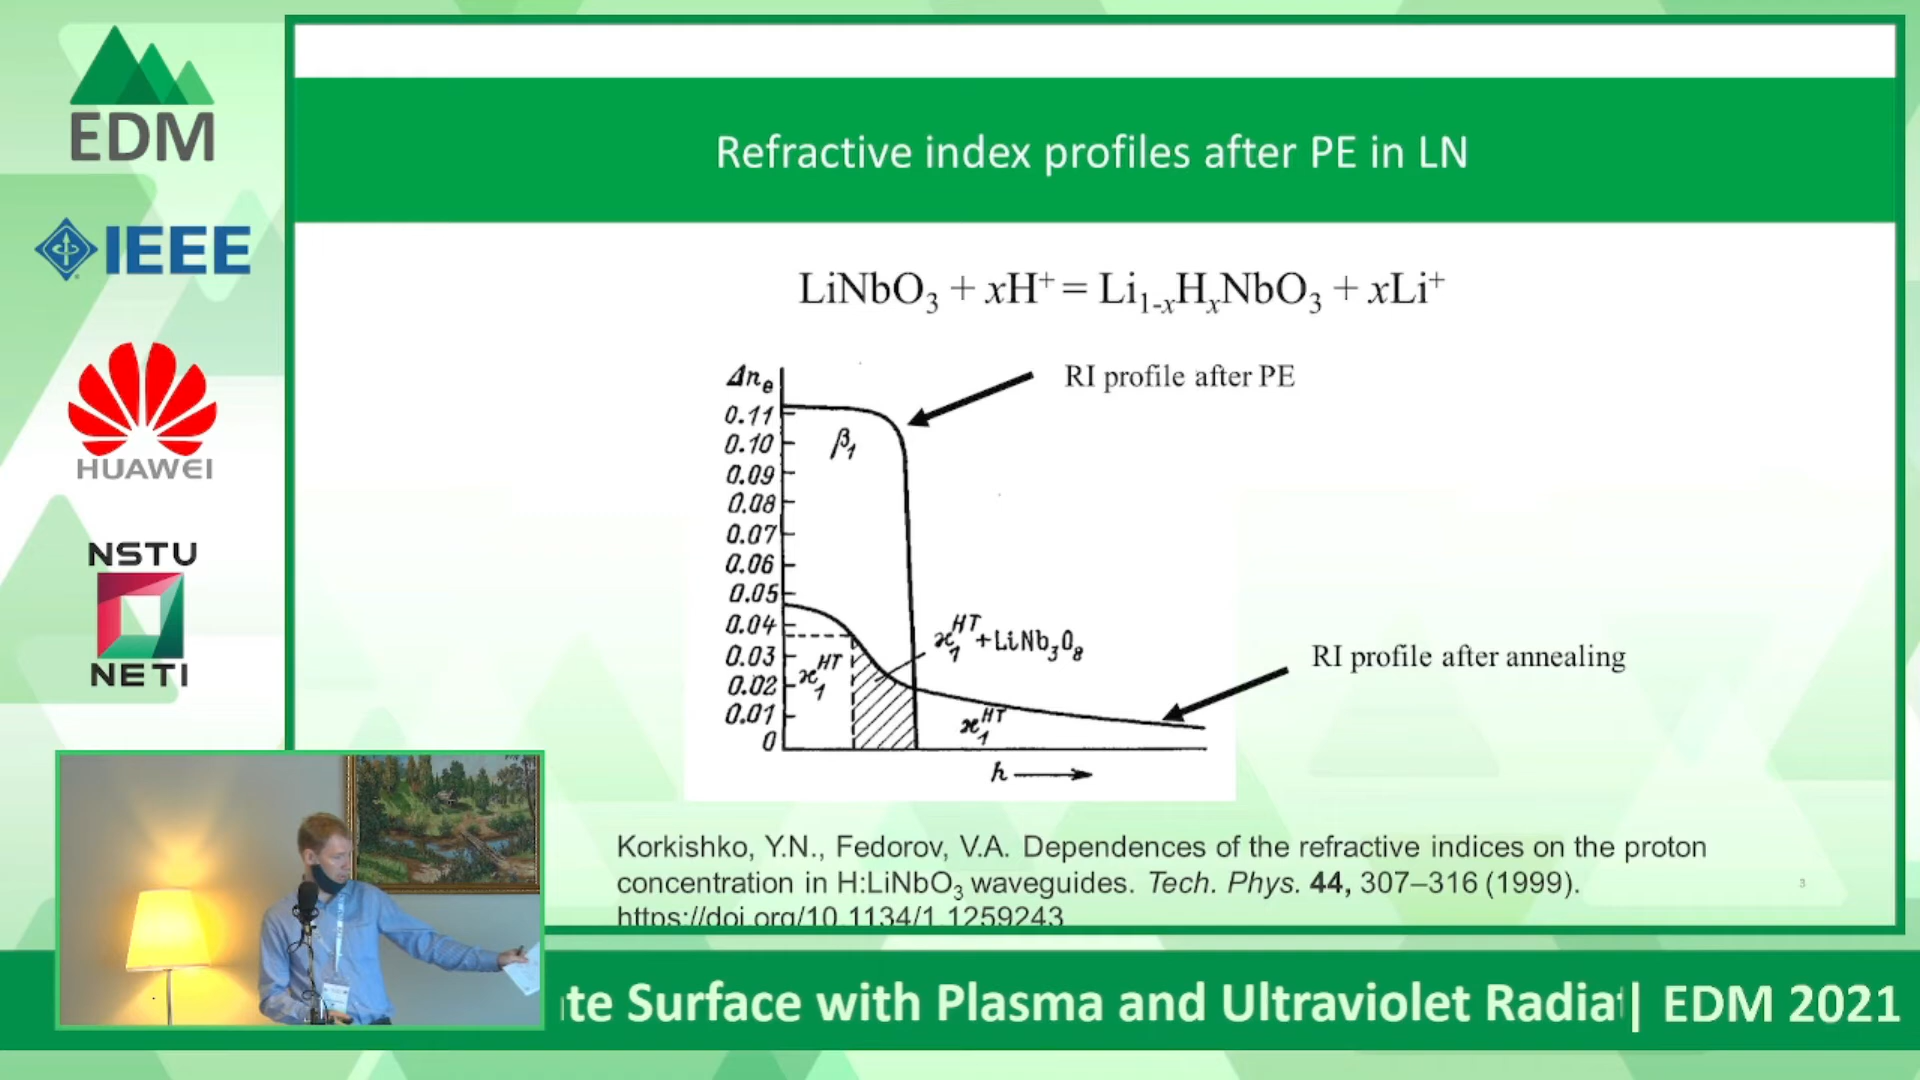 EDM
IEEE
HUAWEI
NSTU
NETI
Refractive index profiles after PE in LN
LiNbO₃ + xH⁺ = Li₁₋ₓHₓNbO₃ + xLi⁺
Δnₑ
RI profile after PE
0.11
β₁
0.10
0.09
0.08
0.07
0.06
0.05
0.04
ϰ₁ᴴᵀ+LiNb₃O₈
0.03
ϰ₁ᴴᵀ
RI profile after annealing
0.02
0.01
ϰ₁ᴴᵀ
0
h
Korkishko, Y.N., Fedorov, V.A. Dependences of the refractive indices on the proton
concentration in H:LiNbO₃ waveguides. Tech. Phys. 44, 307–316 (1999).
https://doi.org/10.1134/1.1259243
3
te Surface with Plasma and Ultraviolet Radiat| EDM 2021